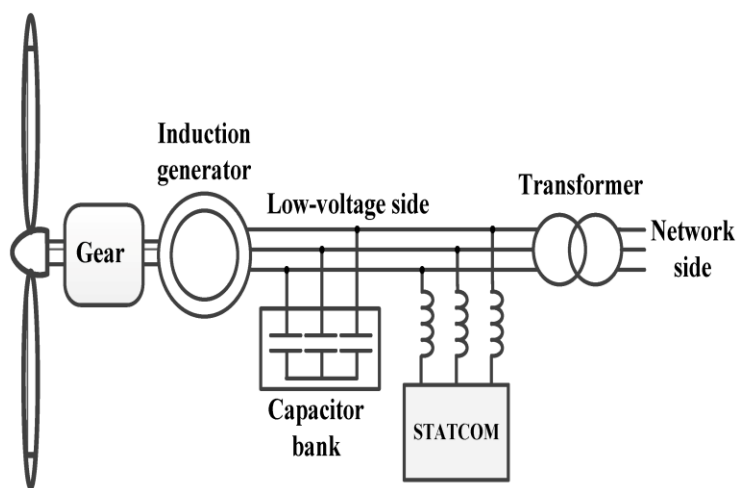 Induction
generator
Low-voltage side
Transformer
Gear
Network
side
Capacitor
bank
STATCOM